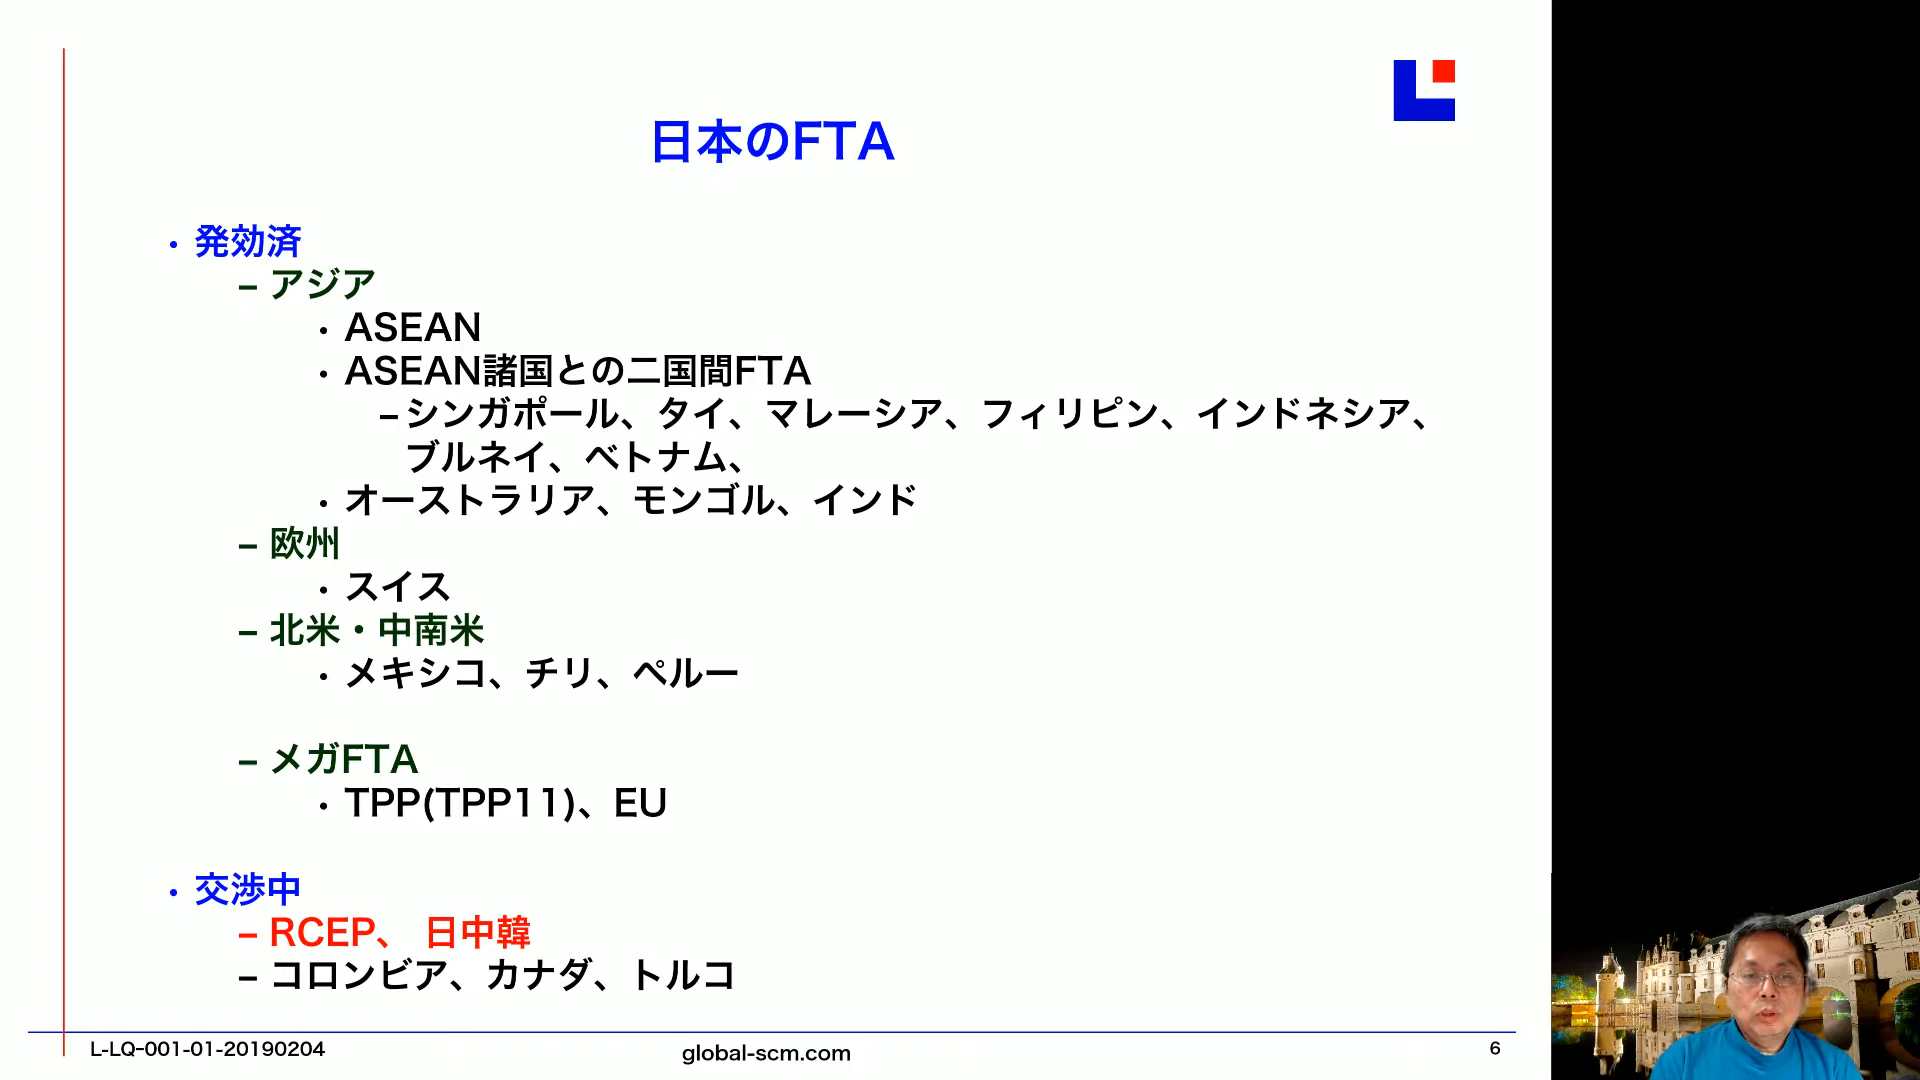 日本のFTA
・発効済
– アジア
・ASEAN
・ASEAN諸国との二国間FTA
– シンガポール、タイ、マレーシア、フィリピン、インドネシア、
ブルネイ、ベトナム、
・オーストラリア、モンゴル、インド
– 欧州
・スイス
– 北米・中南米
・メキシコ、チリ、ペルー
– メガFTA
・TPP(TPP11)、EU
・交渉中
– RCEP、 日中韓
– コロンビア、カナダ、トルコ
L-LQ-001-01-20190204
global-scm.com
6